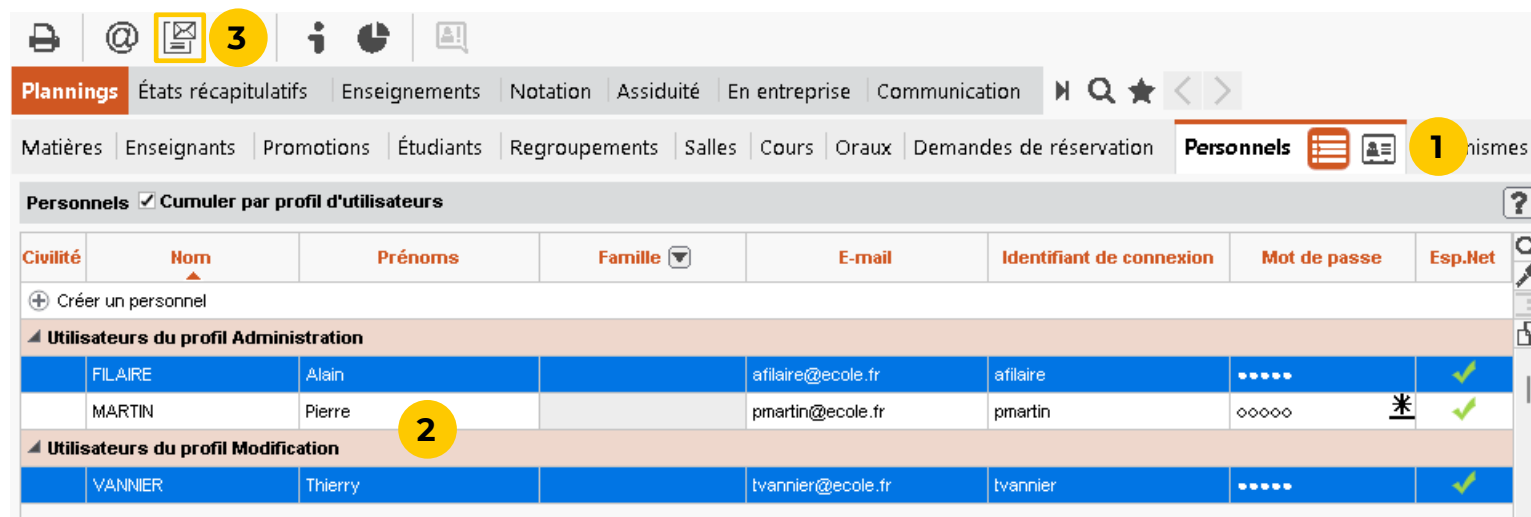 @ 3
Plannings États récapitulatifs Enseignements Notation Assiduité En entreprise Communication
Matières Enseignants Promotions Étudiants Regroupements Salles Cours Oraux Demandes de réservation Personnels 1 nismes
Personnels Cumuler par profil d'utilisateurs ?
Civilité Nom Prénoms Famille E-mail Identifiant de connexion Mot de passe Esp.Net
Créer un personnel
Utilisateurs du profil Administration
FILAIRE Alain afilaire@ecole.fr afilaire •••••
MARTIN Pierre pmartin@ecole.fr pmartin ooooo *
2
Utilisateurs du profil Modification
VANNIER Thierry tvannier@ecole.fr tvannier •••••